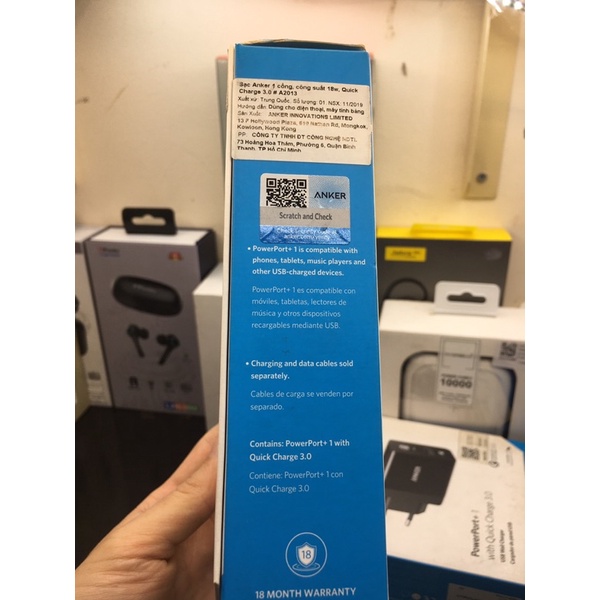 Sạc Anker 1 cổng, công suất 18w, Quick
Charge 3.0 # A2013
Xuất xứ: Trung Quốc. Số lượng: 01. NSX: 11/2019
Hướng dẫn: Dùng cho điện thoại, máy tính bảng
Sản Xuất: ANKER INNOVATIONS LIMITED
Hollywood Plaza, 610 Nathan Rd, Mongkok,
Kowloon, Hong Kong
PP: CÔNG TY TNHH ĐT CÔNG NGHỆ
73 Hoàng Hoa Thám, Phường 6, Quận Bình
Thạnh, TP Hồ Chí Minh
ANKER
Scratch and Check
• PowerPort+ 1 is compatible with
phones, tablets, music players and
other USB-charged devices.
PowerPort+ 1 es compatible con
móviles, tabletas, lectores de
música y otros dispositivos
recargables mediante USB.
• Charging and data cables sold
separately.
Cables de carga se venden por
separado.
Contains: PowerPort+ 1 with
Quick Charge 3.0
Contiene: PowerPort+ 1 con
Quick Charge 3.0
18
18 MONTH WARRANTY
10000
ANKER
PowerPort+ 1
with Quick Charge 3.0
USB Wall Charger